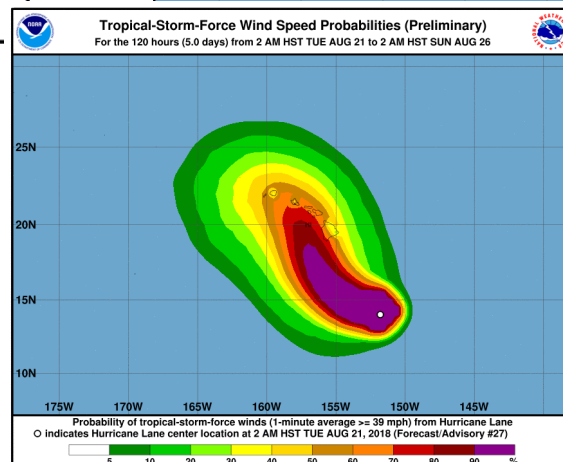 NOAA
Tropical-Storm-Force Wind Speed Probabilities (Preliminary)
For the 120 hours (5.0 days) from 2 AM HST TUE AUG 21 to 2 AM HST SUN AUG 26
25N
20N
15N
10N
175W 170W 165W 160W 155W 150W 145W
Probability of tropical-storm-force winds (1-minute average >= 39 mph) from Hurricane Lane
O indicates Hurricane Lane center location at 2 AM HST TUE AUG 21, 2018 (Forecast/Advisory #27)
5 10 20 30 40 50 60 70 80 90 %